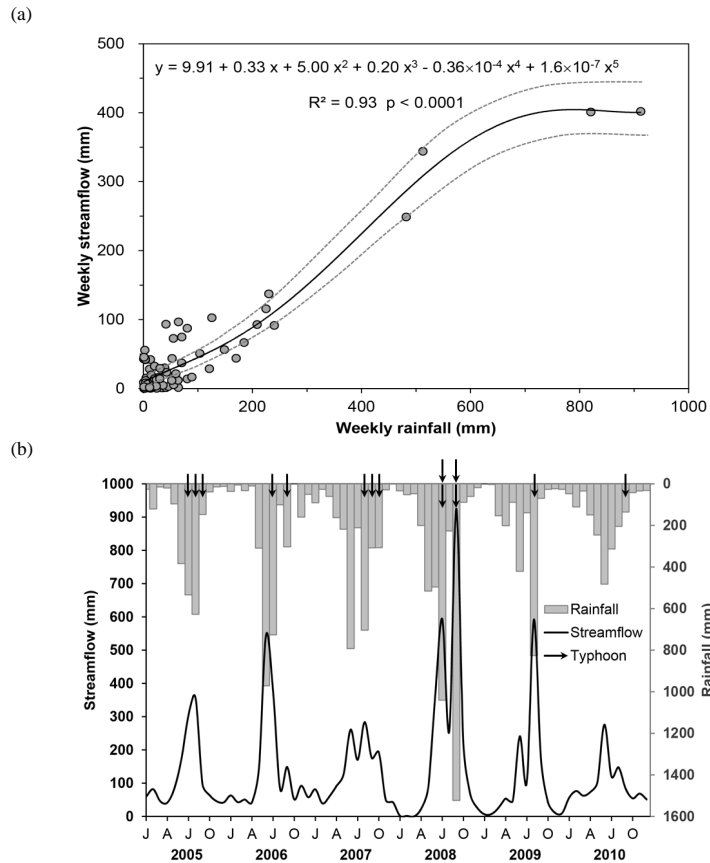 (a)
500
y = 9.91 + 0.33 x + 5.00 x² + 0.20 x³ - 0.36×10⁻⁴ x⁴ + 1.6×10⁻⁷ x⁵
R² = 0.93 p < 0.0001
400
300
200
100
0
Weekly streamflow (mm)
0 200 400 600 800 1000
Weekly rainfall (mm)
(b)
1000
900
800
700
600
500
400
300
200
100
0
Streamflow (mm)
Rainfall
Streamflow
Typhoon
0
200
400
600
800
1000
1200
1400
1600
Rainfall (mm)
J A J O J A J O J A J O J A J O J A J O J A J O
2005 2006 2007 2008 2009 2010